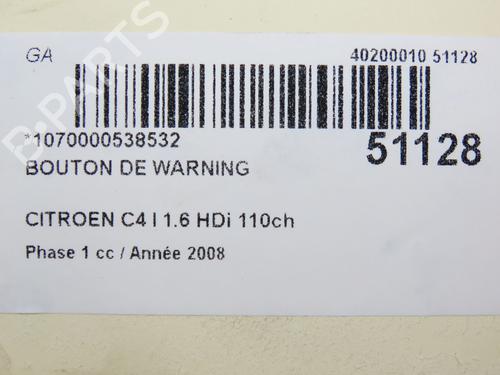 GA
40200010 51128
*1070000538532
51128
BOUTON DE WARNING
CITROEN C4 I 1.6 HDi 110ch
Phase 1 cc / Année 2008
B-PARTS